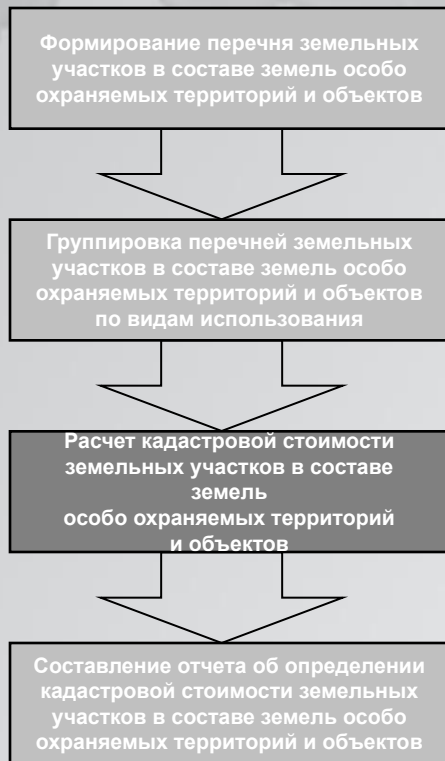 Формирование перечня земельных
участков в составе земель особо
охраняемых территорий и объектов
Группировка перечней земельных
участков в составе земель особо
охраняемых территорий и объектов
по видам использования
Расчет кадастровой стоимости
земельных участков в составе
земель
особо охраняемых территорий
и объектов
Составление отчета об определении
кадастровой стоимости земельных
участков в составе земель особо
охраняемых территорий и объектов